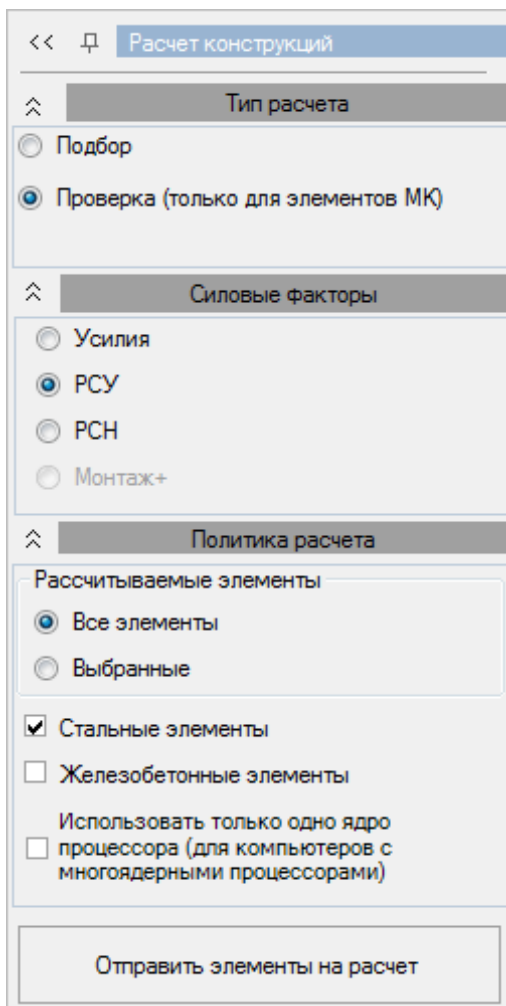 << Расчет конструкций
Тип расчета
Подбор
Проверка (только для элементов МК)
Силовые факторы
Усилия
РСУ
РСН
Монтаж+
Политика расчета
Рассчитываемые элементы
Все элементы
Выбранные
Стальные элементы
Железобетонные элементы
Использовать только одно ядро
процессора (для компьютеров с
многоядерными процессорами)
Отправить элементы на расчет